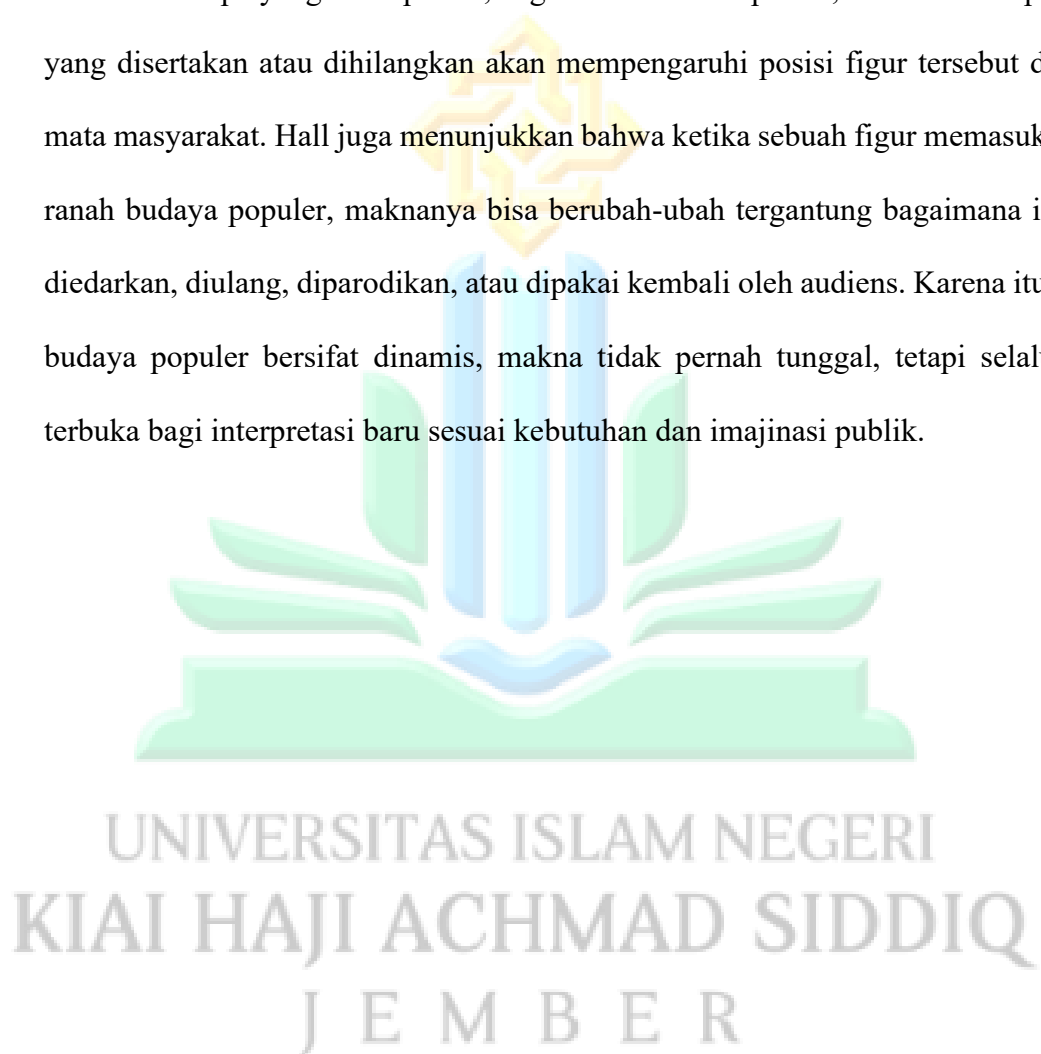 yang disertakan atau dihilangkan akan mempengaruhi posisi figur tersebut d
mata masyarakat. Hall juga menunjukkan bahwa ketika sebuah figur memasuk
ranah budaya populer, maknanya bisa berubah-ubah tergantung bagaimana i
diedarkan, diulang, diparodikan, atau dipakai kembali oleh audiens. Karena itu
budaya populer bersifat dinamis, makna tidak pernah tunggal, tetapi selal
terbuka bagi interpretasi baru sesuai kebutuhan dan imajinasi publik.
UNIVERSITAS ISLAM NEGERI
KIAI HAJI ACHMAD SIDDIQ
JEMBER